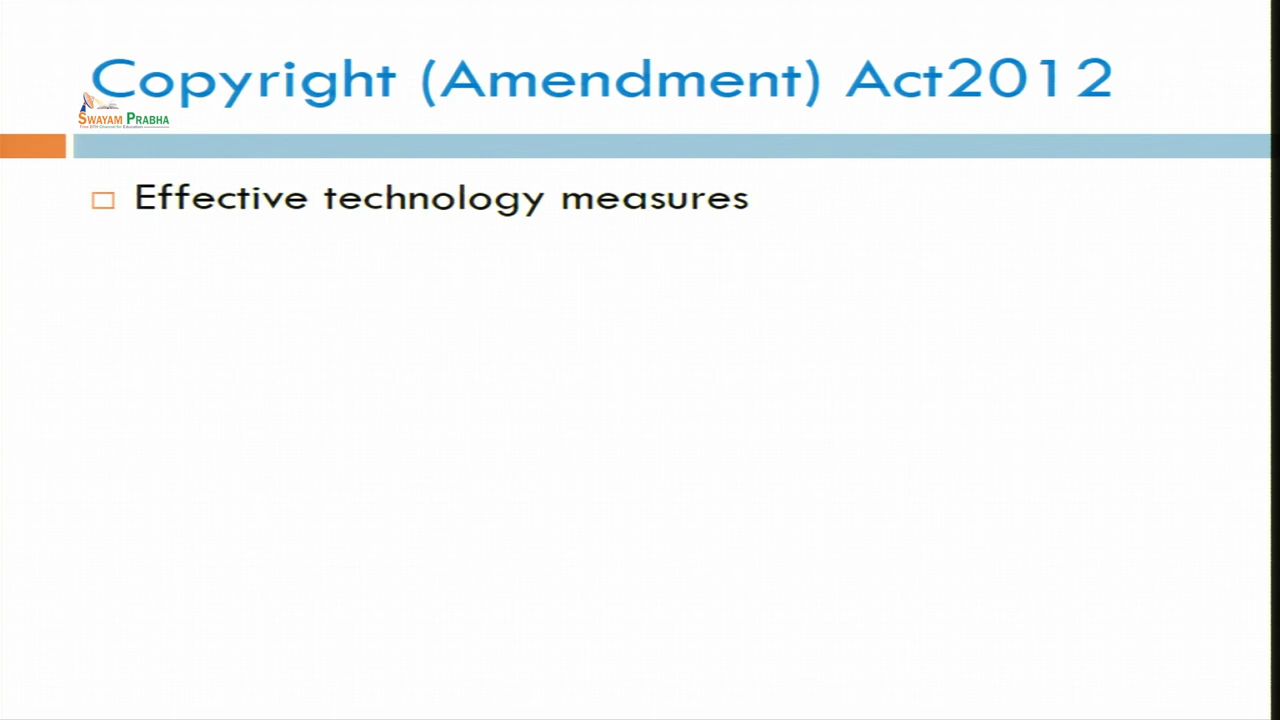 Copyright (Amendment) Act2012
SWAYAM PRABHA
Effective technology measures